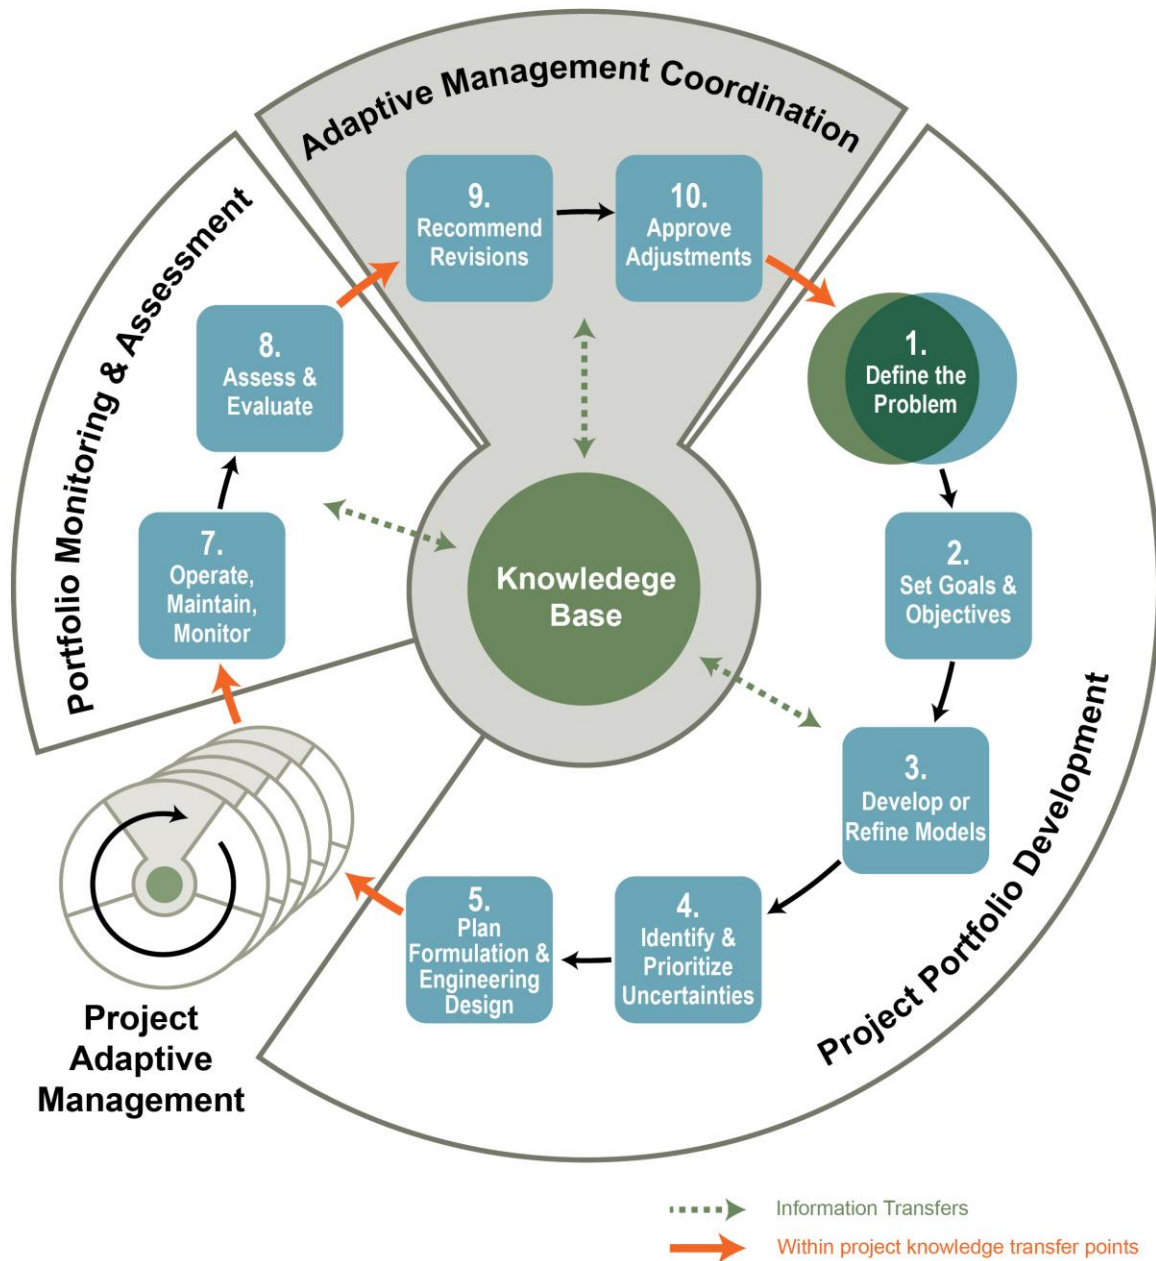 Adaptive Management Coordination
9.
Recommend
Revisions
10.
Approve
Adjustments
Portfolio Monitoring & Assessment
8.
Assess &
Evaluate
7.
Operate,
Maintain,
Monitor
1.
Define the
Problem
2.
Set Goals &
Objectives
3.
Develop or
Refine Models
4.
Identify &
Prioritize
Uncertainties
5.
Plan
Formulation &
Engineering
Design
Project Portfolio Development
Knowledege
Base
Project
Adaptive
Management
Information Transfers
Within project knowledge transfer points